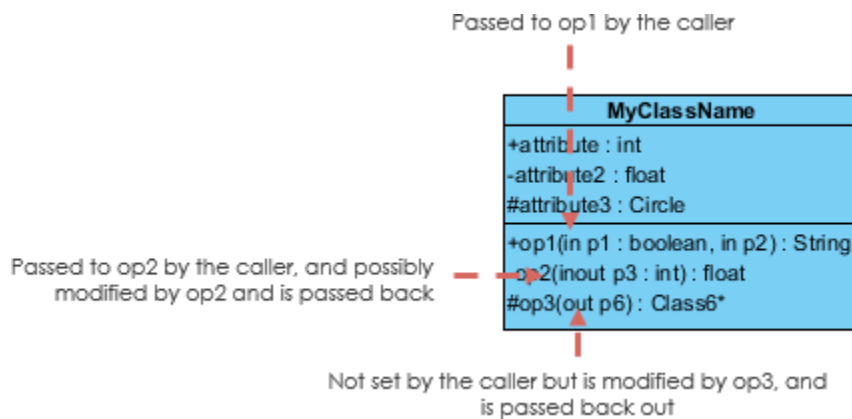 Passed to op1 by the caller
MyClassName
+attribute : int
-attribute2 : float
#attribute3 : Circle
+op1(in p1 : boolean, in p2) : String
op2(inout p3 : int) : float
#op3(out p6) : Class6*
Passed to op2 by the caller, and possibly
modified by op2 and is passed back
Not set by the caller but is modified by op3, and
is passed back out